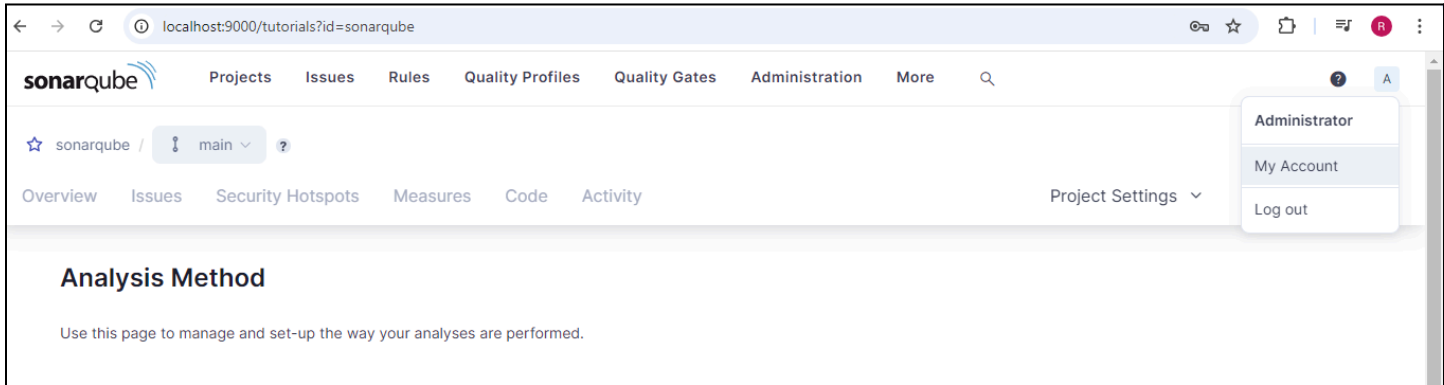 localhost:9000/tutorials?id=sonarqube
R
sonarqube Projects Issues Rules Quality Profiles Quality Gates Administration More ? A
Administrator
sonarqube / main ?
My Account
Overview Issues Security Hotspots Measures Code Activity Project Settings
Log out
Analysis Method
Use this page to manage and set-up the way your analyses are performed.